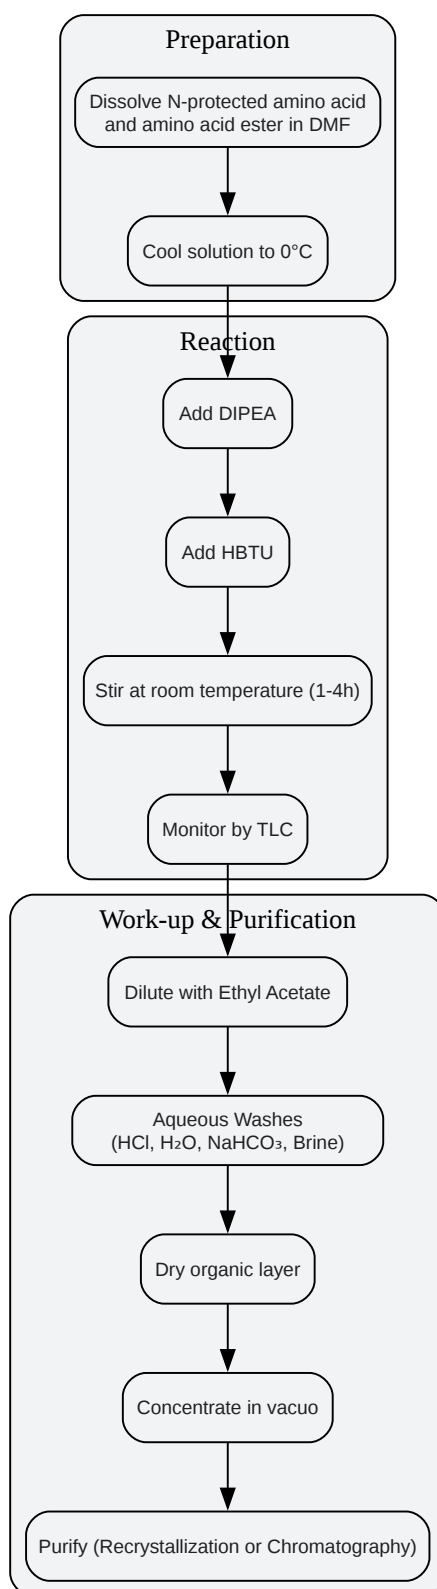 Preparation
Dissolve N-protected amino acid
and amino acid ester in DMF
Cool solution to 0°C
Reaction
Add DIPEA
Add HBTU
Stir at room temperature (1-4h)
Monitor by TLC
Work-up & Purification
Dilute with Ethyl Acetate
Aqueous Washes
(HCl, H₂O, NaHCO₃, Brine)
Dry organic layer
Concentrate in vacuo
Purify (Recrystallization or Chromatography)